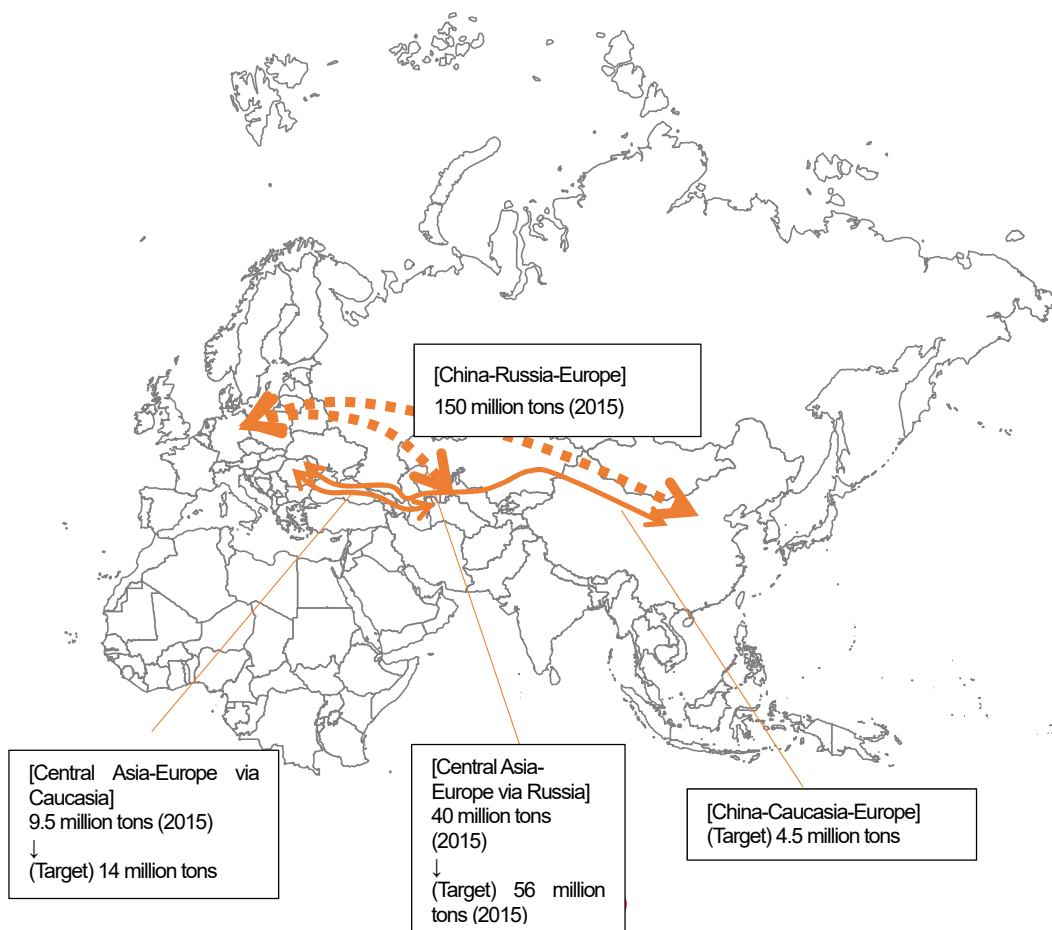 [China-Russia-Europe]
150 million tons (2015)
[Central Asia-Europe via
Caucasia]
9.5 million tons (2015)
↓
(Target) 14 million tons
[Central Asia-
Europe via Russia]
40 million tons
(2015)
↓
(Target) 56 million
tons (2015)
[China-Caucasia-Europe]
(Target) 4.5 million tons